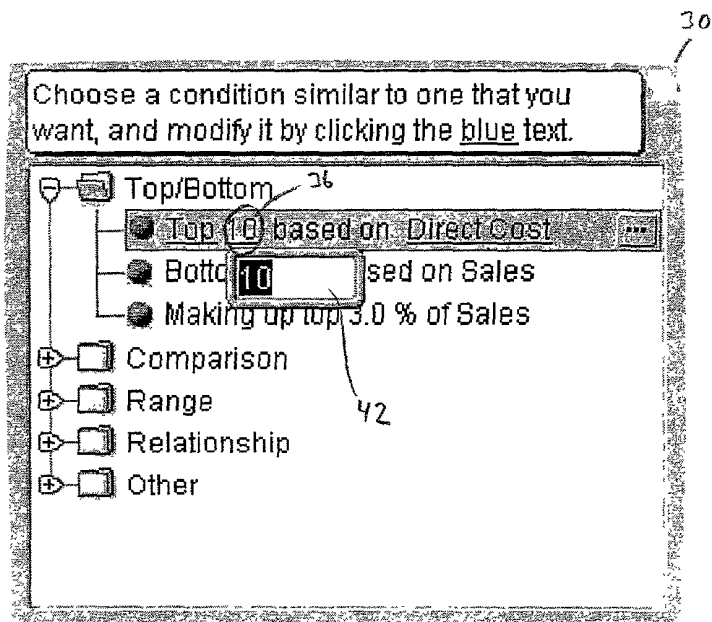 30
Choose a condition similar to one that you
want, and modify it by clicking the blue text.
Top/Bottom
36
Top 10 based on Direct Cost
...
10
sed on Sales
Making up top 3.0 % of Sales
Comparison
Range
42
Relationship
Other